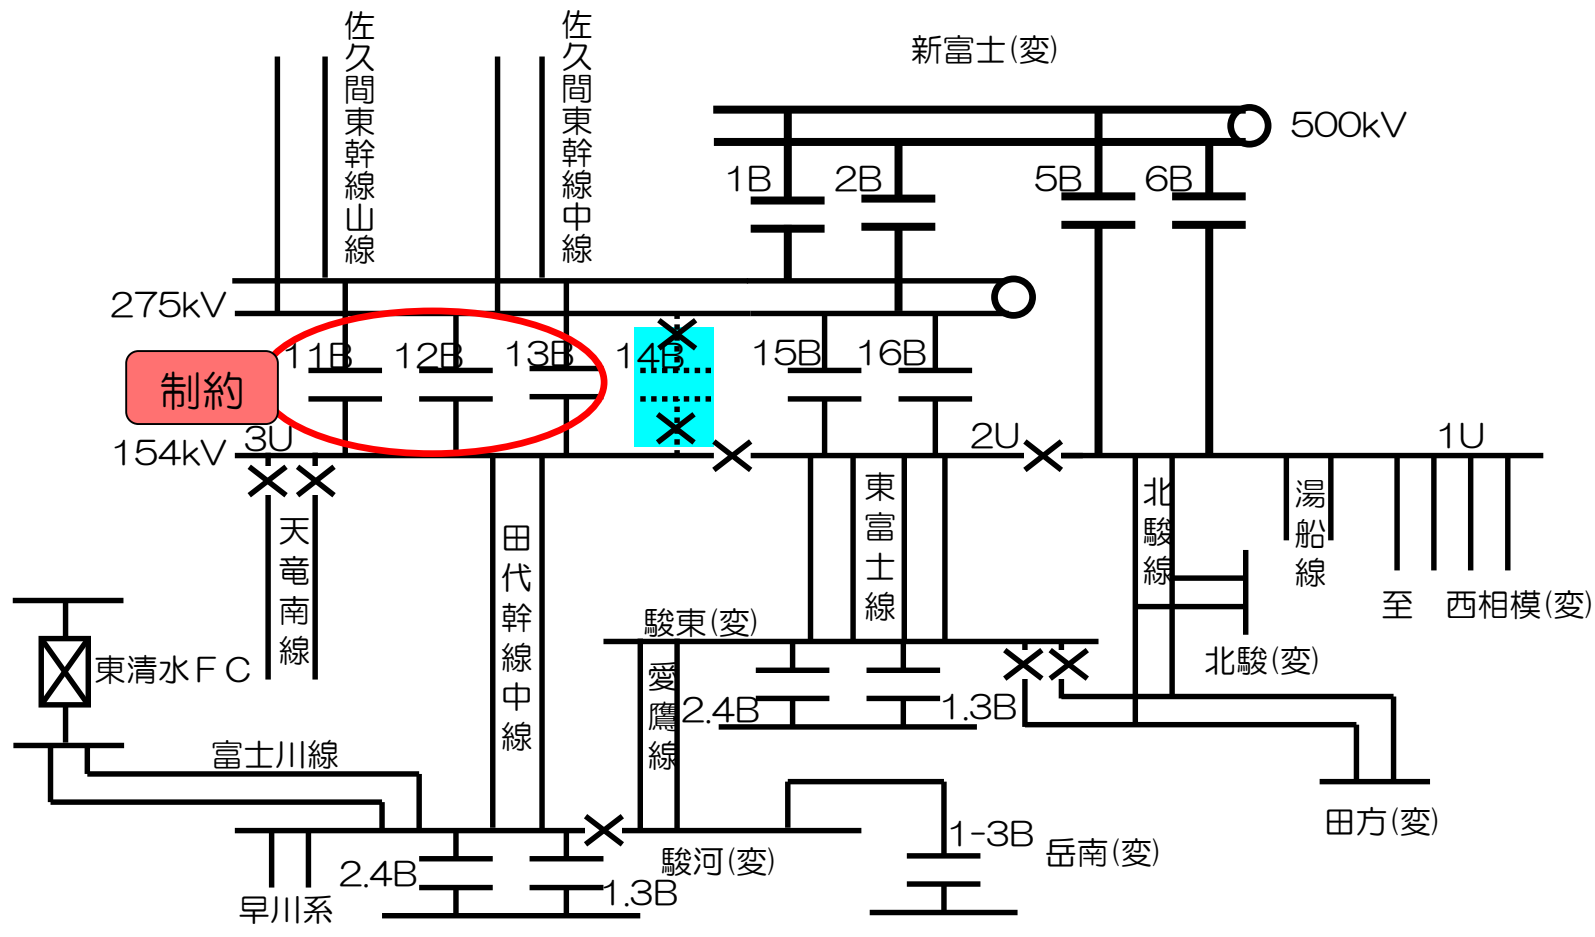 新富士(変)
佐久間東幹線山線
佐久間東幹線中線
500kV
1B
2B
5B
6B
275kV
11B
12B
13B
14B
15B
16B
制約
154kV
3U
2U
1U
天竜南線
田代幹線中線
東富士線
北駿線
湯船線
至 西相模(変)
駿東(変)
北駿(変)
東清水FC
愛鷹線
2.4B
1.3B
富士川線
田方(変)
1-3B
岳南(変)
駿河(変)
2.4B
1.3B
早川系